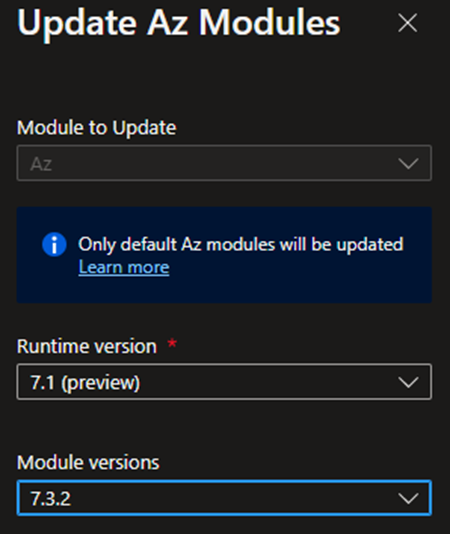 Update Az Modules
Module to Update
Az
Only default Az modules will be updated
Learn more
Runtime version *
7.1 (preview)
Module versions
7.3.2